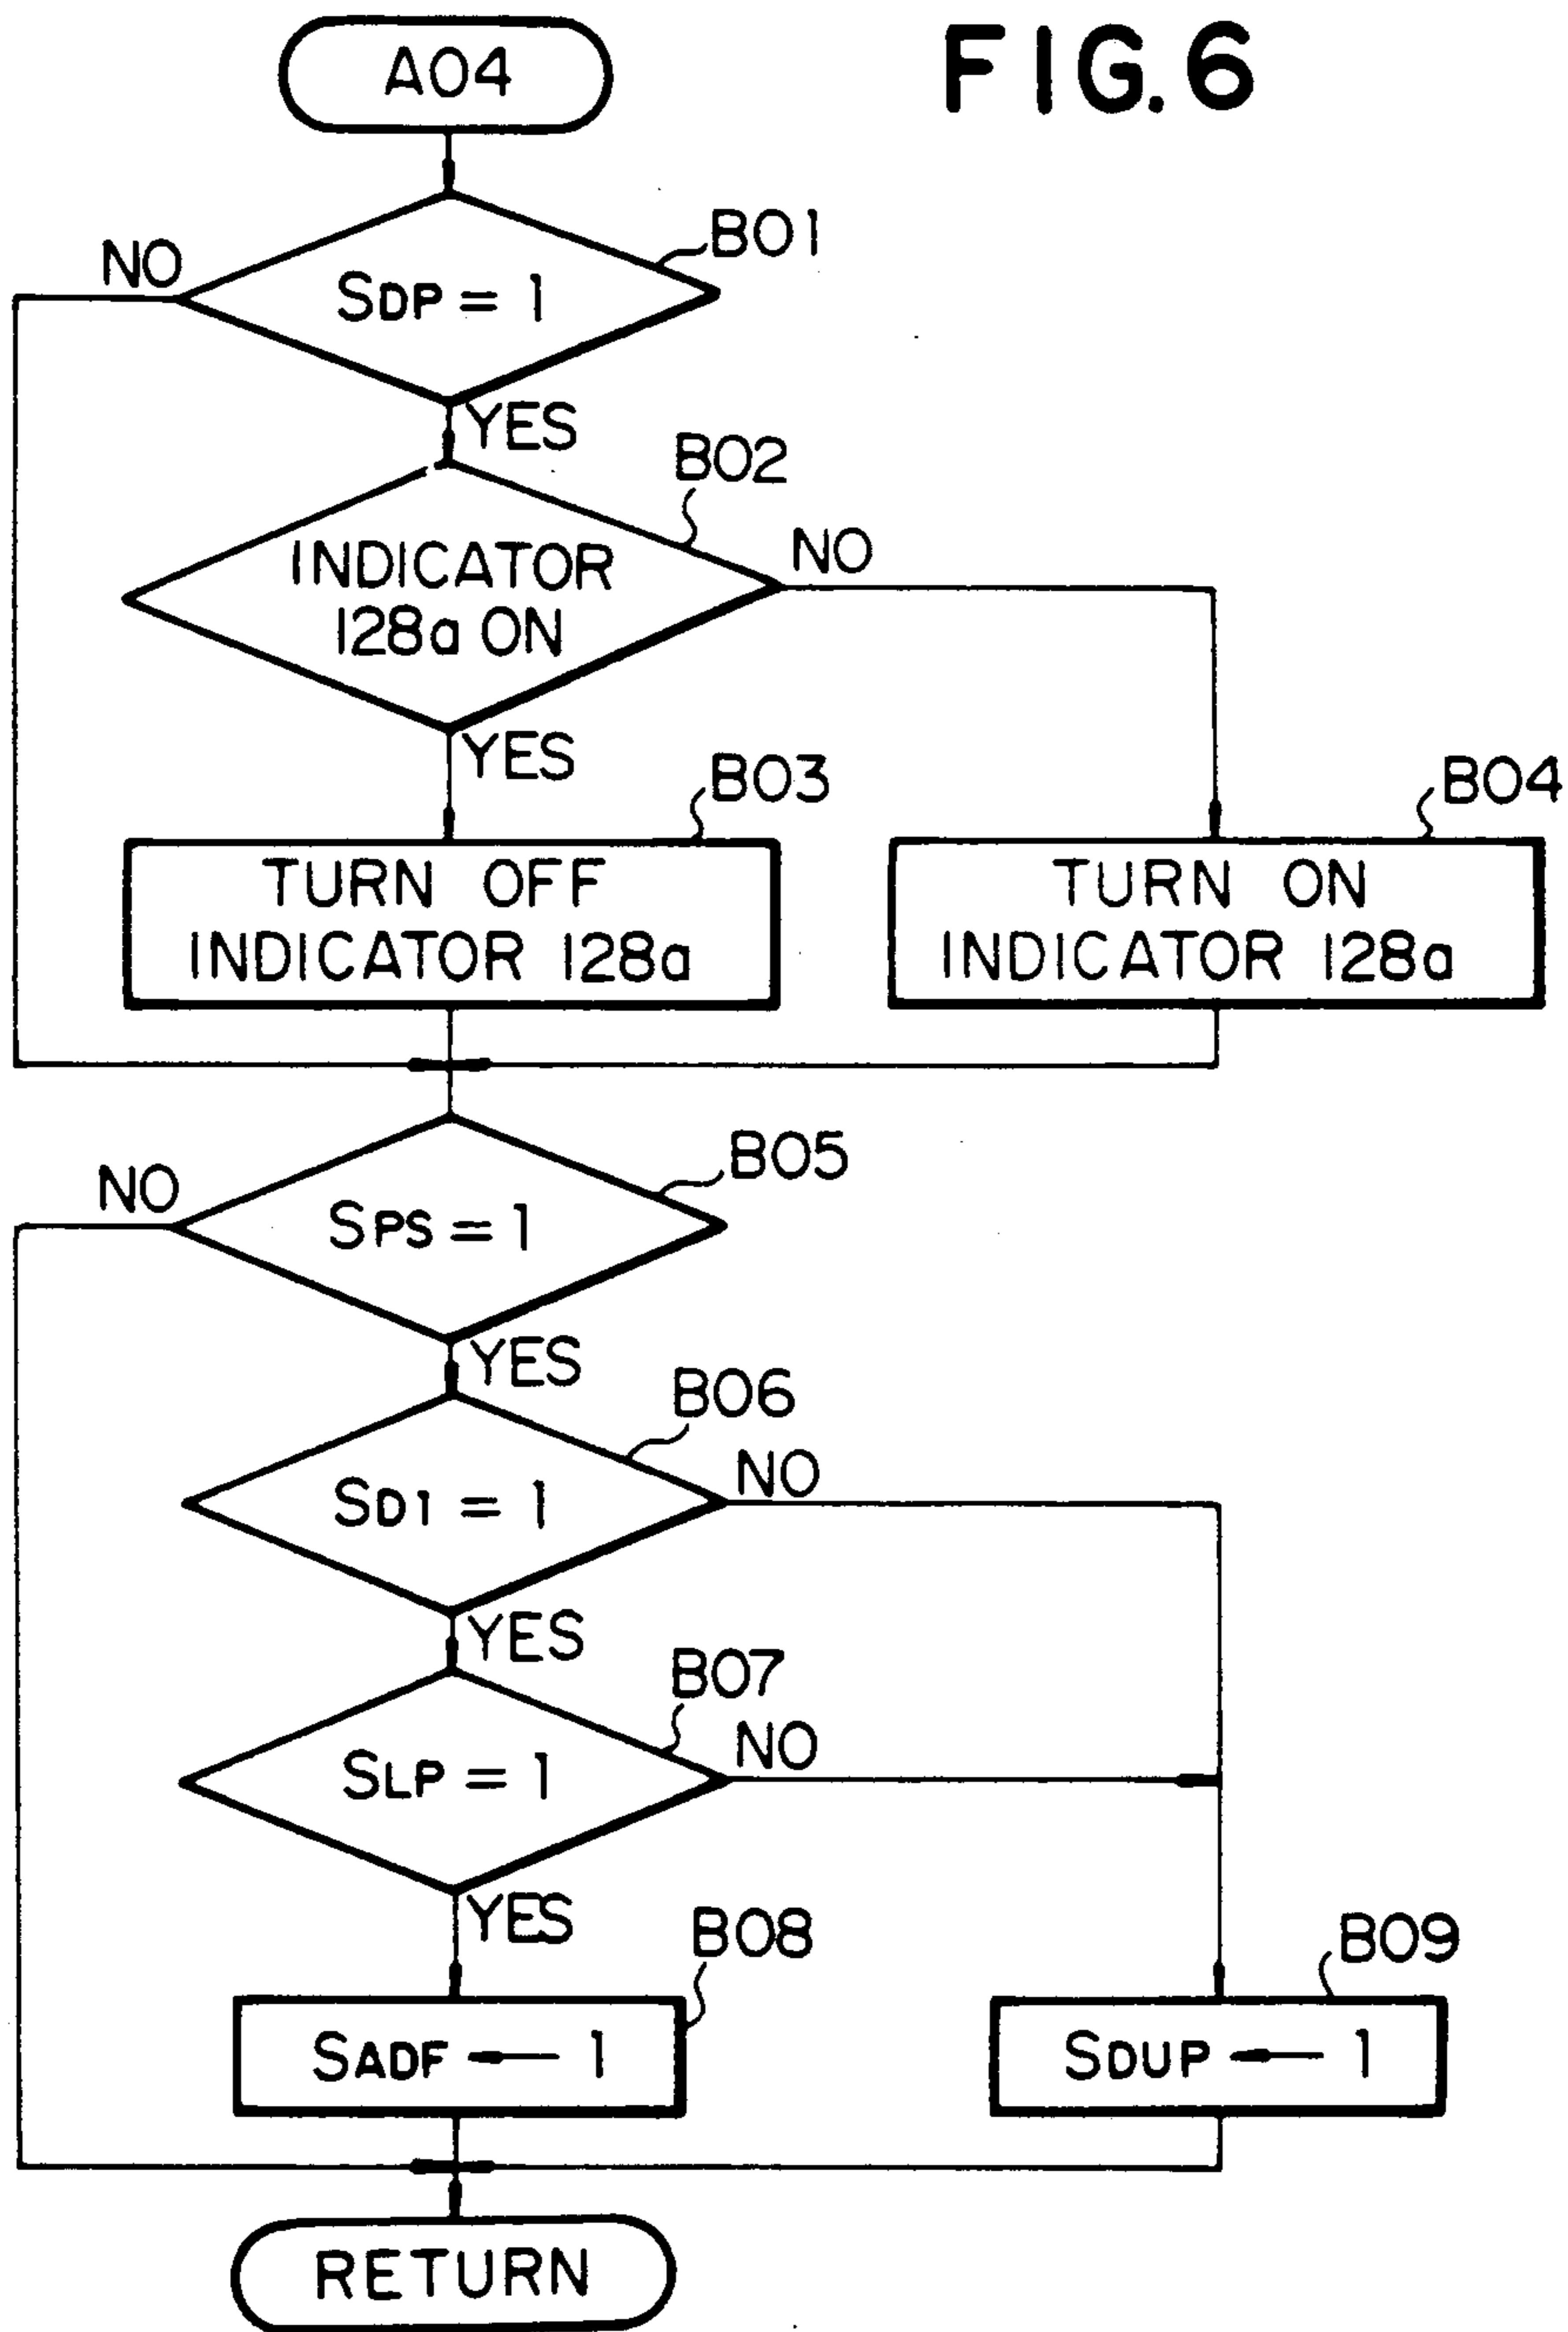 FIG.6
A04
B01
NO
SDP = 1
YES
B02
NO
INDICATOR
128a ON
YES
B03
B04
TURN OFF
INDICATOR 128a
TURN ON
INDICATOR 128a
B05
NO
SPS = 1
YES
B06
NO
SD1 = 1
YES
B07
NO
SLP = 1
YES
B08
B09
SADF ← 1
SDUP ← 1
RETURN